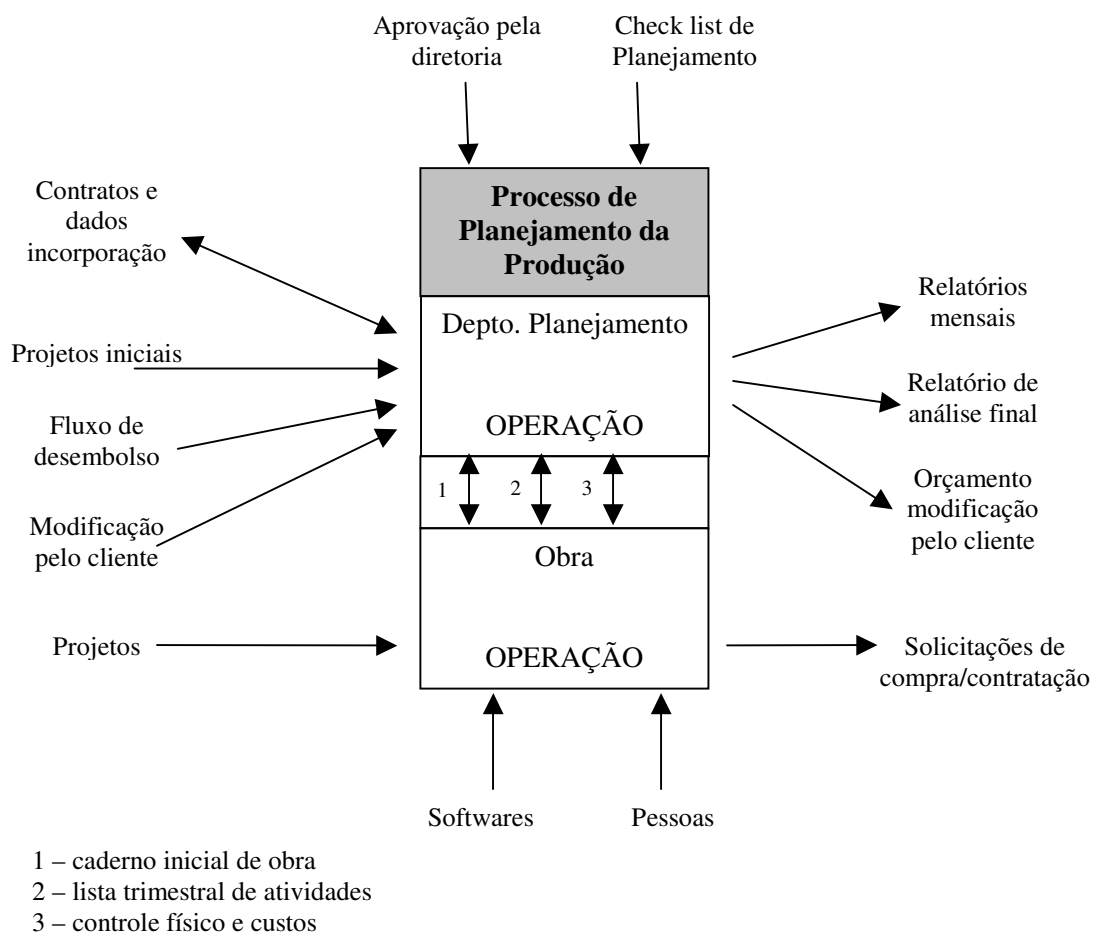 Aprovação pela
diretoria
Check list de
Planejamento
Contratos e
dados
incorporação
Projetos iniciais
Fluxo de
desembolso
Modificação
pelo cliente
Projetos
Processo de
Planejamento da
Produção
Depto. Planejamento
OPERAÇÃO
1
2
3
Obra
OPERAÇÃO
Relatórios
mensais
Relatório de
análise final
Orçamento
modificação
pelo cliente
Solicitações de
compra/contratação
Softwares
Pessoas
1 – caderno inicial de obra
2 – lista trimestral de atividades
3 – controle físico e custos